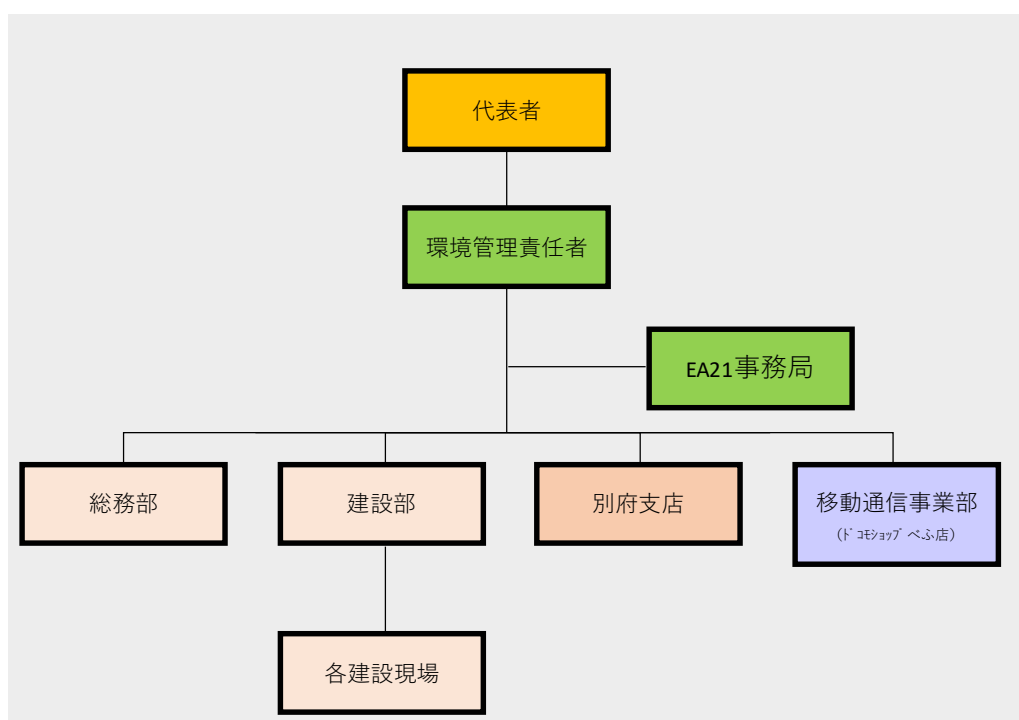 代表者
環境管理責任者
EA21事務局
総務部
建設部
別府支店
移動通信事業部
(ﾄﾞｺﾓｼｮｯﾌﾟべふ店)
各建設現場